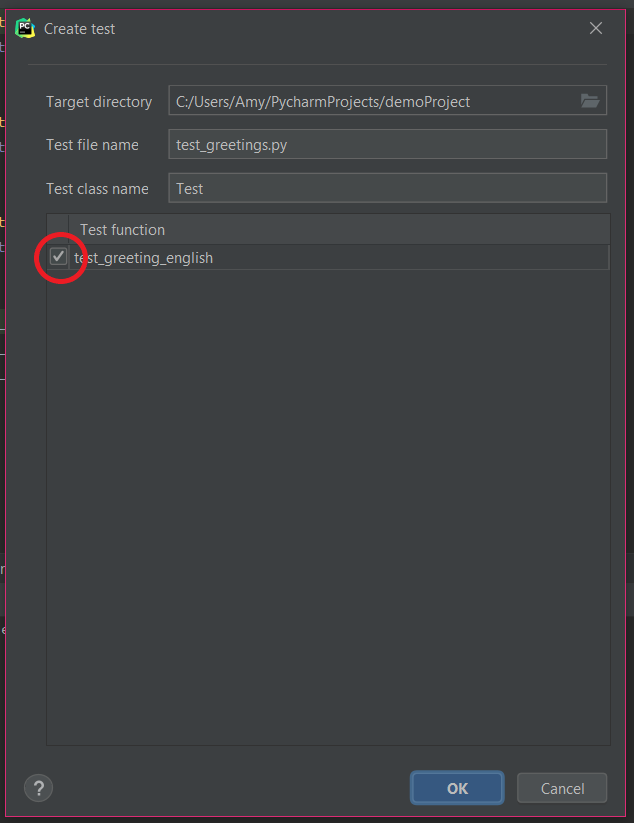 PC
Create test
Target directory C:/Users/Amy/PycharmProjects/demoProject
Test file name test_greetings.py
Test class name Test
Test function
test_greeting_english
?
OK Cancel